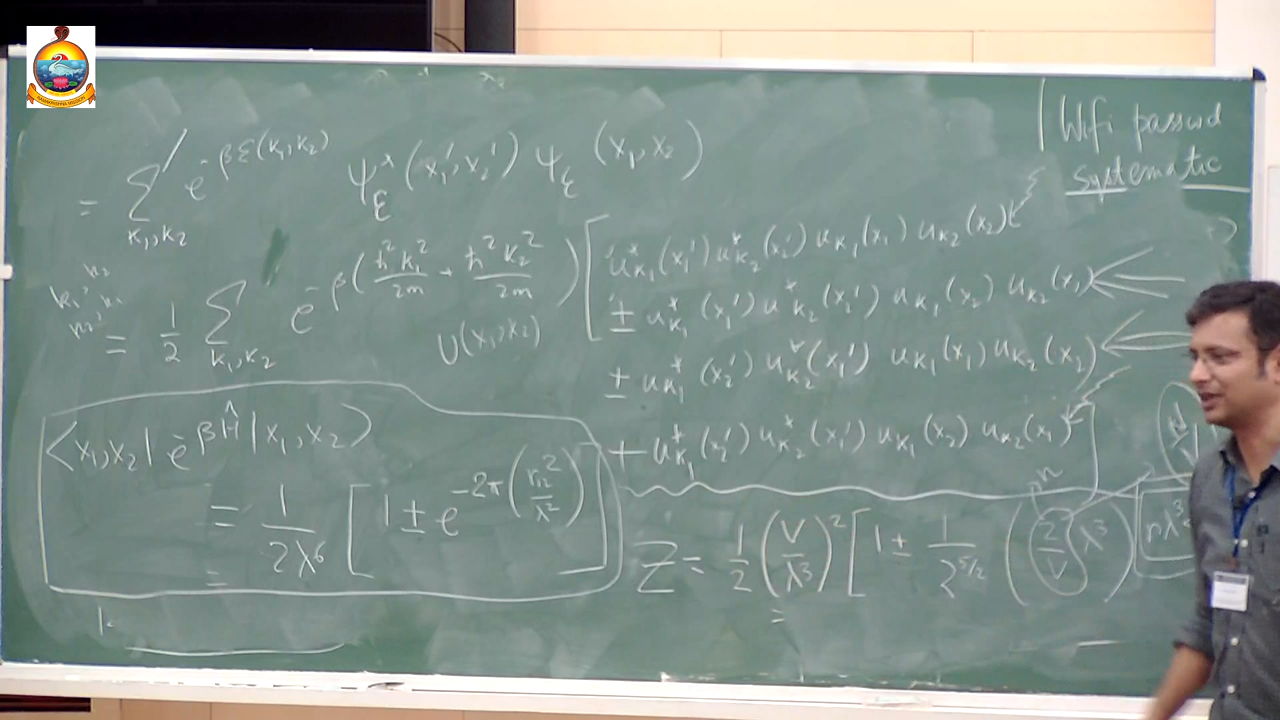 Wifi passwd
systematic
= ∑'_{k₁,k₂} e^{-βε(k₁,k₂)} ψ_ε^*(x₁',x₂') ψ_ε(x₁,x₂)
= 1/2 ∑_{k₁,k₂} e^{-β(ħ²k₁²/2m + ħ²k₂²/2m)} [u*_{k₁}(x₁') u*_{k₂}(x₂') u_{k₁}(x₁) u_{k₂}(x₂)
± u*_{k₁}(x₁') u*_{k₂}(x₂') u_{k₁}(x₂) u_{k₂}(x₁)
U(x₁,x₂)
± u_{k₁}^*(x₂') u_{k₂}^*(x₁') u_{k₁}(x₁) u_{k₂}(x₂)
+ u*_{k₁}(x₂') u*_{k₂}(x₁') u_{k₁}(x₂) u_{k₂}(x₁)
⟨x₁,x₂| e^{-βĤ} |x₁,x₂⟩
= 1/2λ⁶ [1 ± e^{-2π(r₁₂²/λ²)}]
n
Z = 1/2 (V/λ³)² [1 ± 1/2^{5/2} (2/V λ³)
nλ³
=